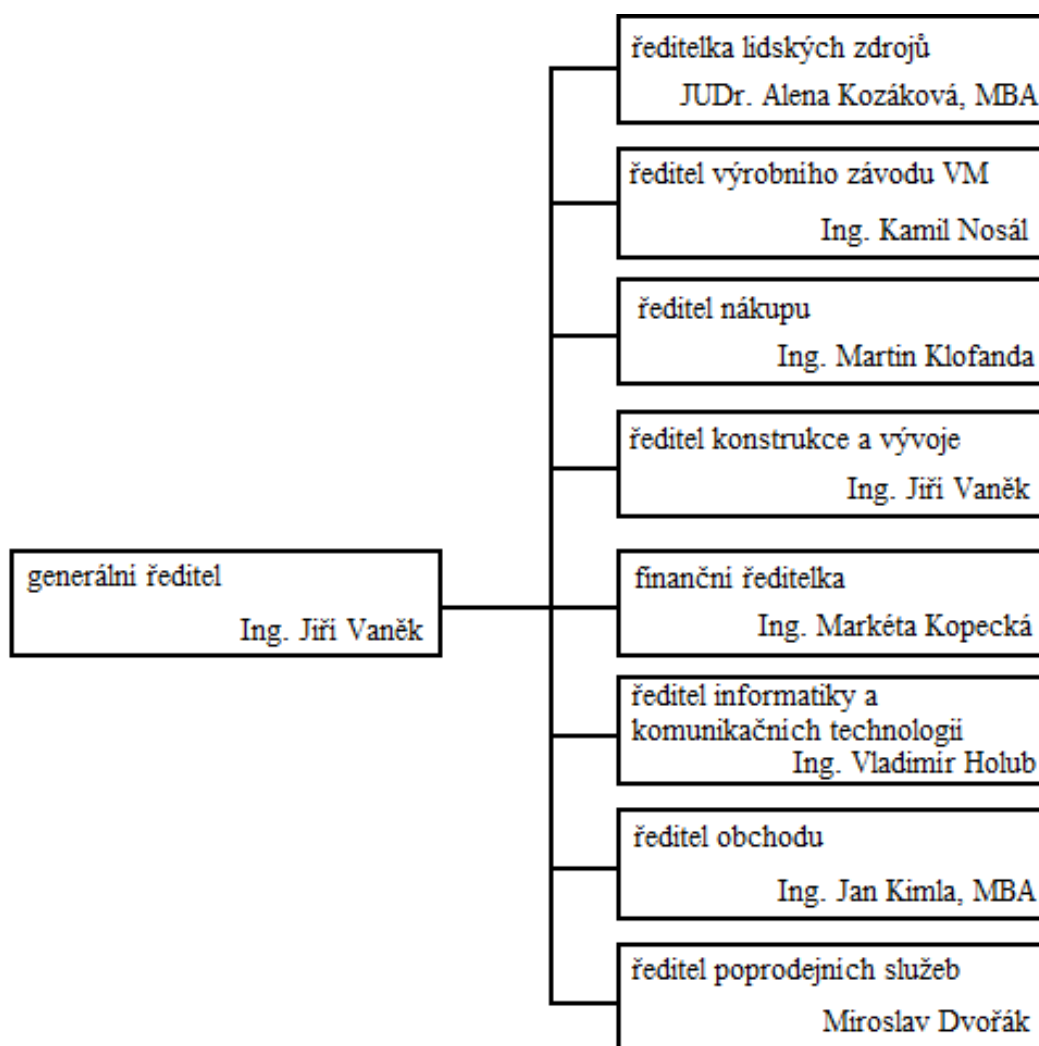 ředitelka lidských zdrojů
JUDr. Alena Kozáková, MBA
ředitel výrobního závodu VM
Ing. Kamil Nosál
ředitel nákupu
Ing. Martin Klofanda
ředitel konstrukce a vývoje
Ing. Jiří Vaněk
generální ředitel
Ing. Jiří Vaněk
finanční ředitelka
Ing. Markéta Kopecká
ředitel informatiky a
komunikačních technologií
Ing. Vladimír Holub
ředitel obchodu
Ing. Jan Kimla, MBA
ředitel poprodejních služeb
Miroslav Dvořák